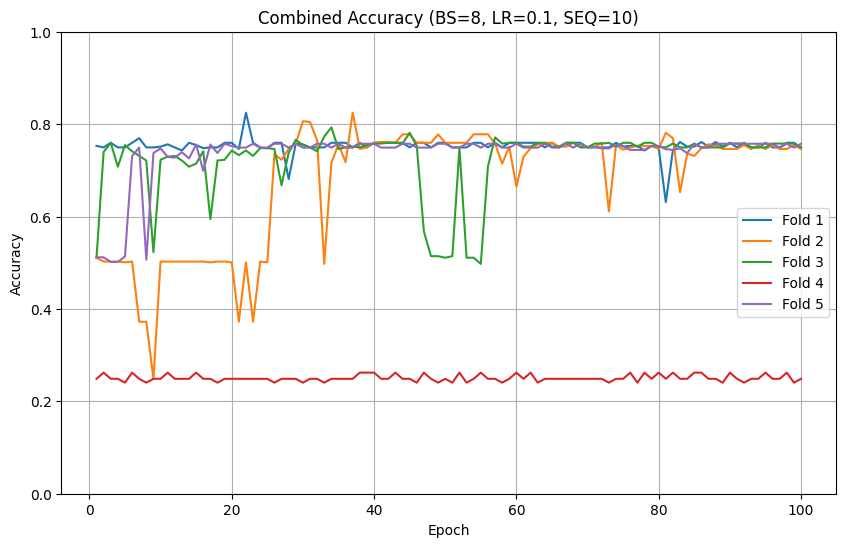 Combined Accuracy (BS=8, LR=0.1, SEQ=10)
1.0
0.8
0.6
0.4
0.2
0.0
Accuracy
Fold 1
Fold 2
Fold 3
Fold 4
Fold 5
0 20 40 60 80 100
Epoch